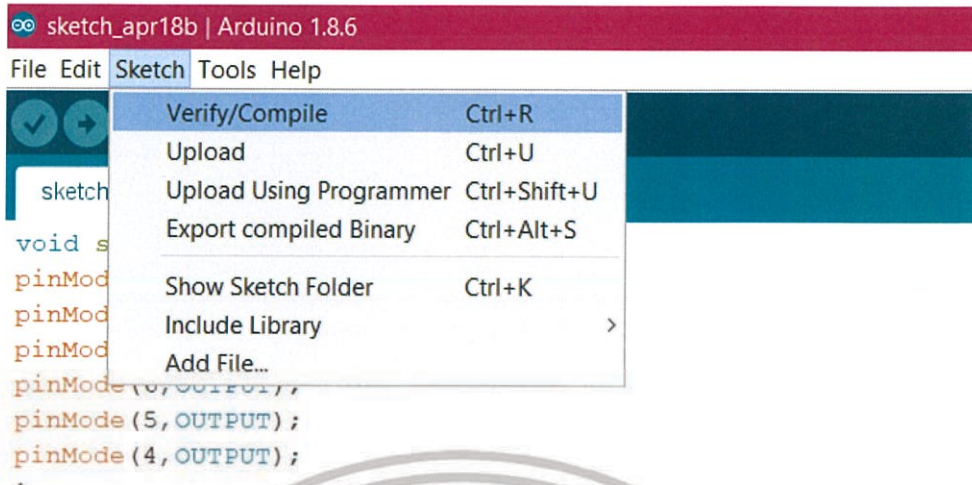 sketch_apr18b | Arduino 1.8.6
File Edit Sketch Tools Help
Verify/Compile Ctrl+R
Upload Ctrl+U
sketch
Upload Using Programmer Ctrl+Shift+U
Export compiled Binary Ctrl+Alt+S
void s
pinMod
Show Sketch Folder Ctrl+K
pinMod
Include Library >
pinMod
Add File...
pinMode( ,OUTPUT);
pinMode(5,OUTPUT);
pinMode(4,OUTPUT);